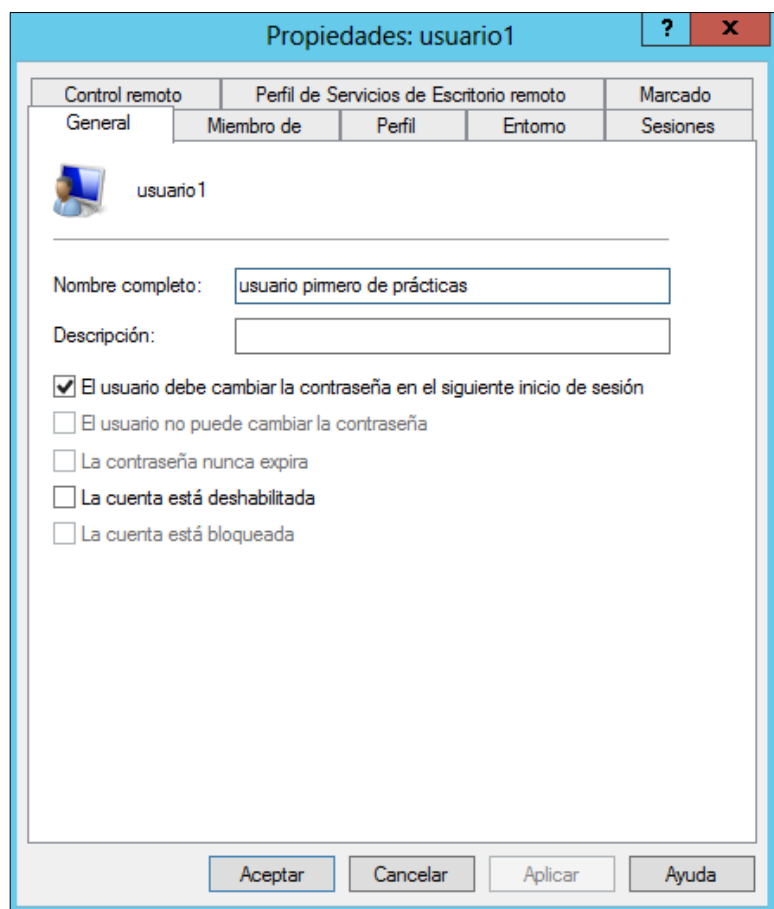 Propiedades: usuario1
?
x
Control remoto
Perfil de Servicios de Escritorio remoto
Marcado
General
Miembro de
Perfil
Entorno
Sesiones
usuario1
Nombre completo: usuario pirmero de prácticas
Descripción:
El usuario debe cambiar la contraseña en el siguiente inicio de sesión
El usuario no puede cambiar la contraseña
La contraseña nunca expira
La cuenta está deshabilitada
La cuenta está bloqueada
Aceptar
Cancelar
Aplicar
Ayuda